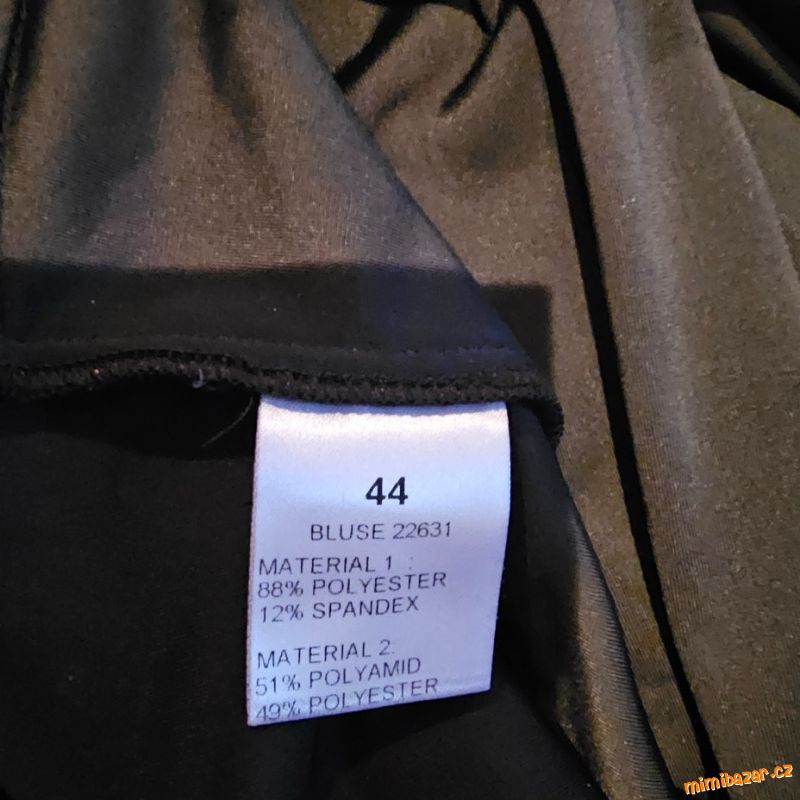 44
BLUSE 22631
MATERIAL 1 :
88% POLYESTER
12% SPANDEX
MATERIAL 2:
51% POLYAMID
49% POLYESTER
mimibazar.cz